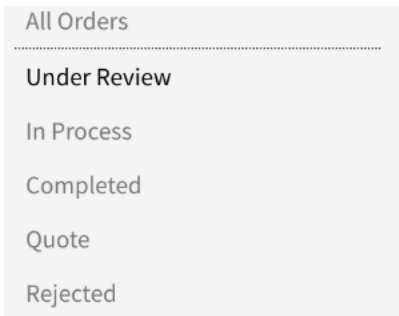 All Orders
Under Review
In Process
Completed
Quote
Rejected